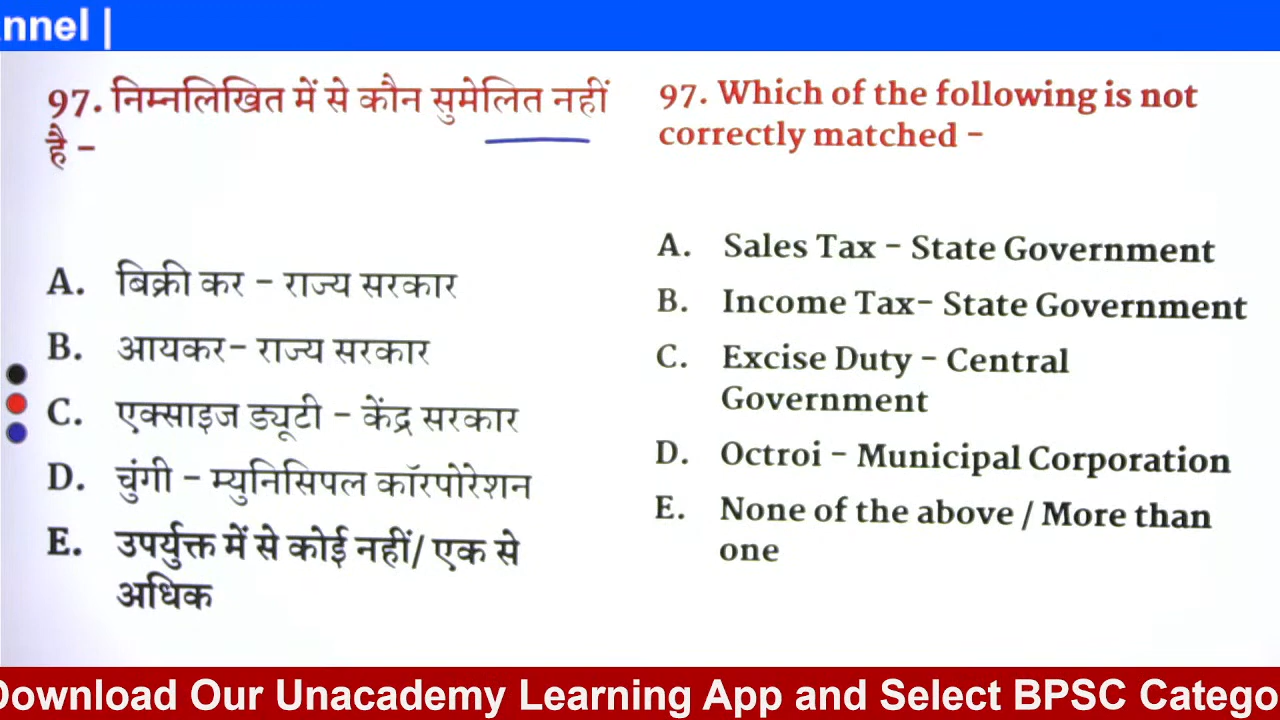 nnel |
97. निम्नलिखित में से कौन सुमेलित नहीं
है –
A. बिक्री कर – राज्य सरकार
B. आयकर– राज्य सरकार
C. एक्साइज ड्यूटी – केंद्र सरकार
D. चुंगी – म्युनिसिपल कॉरपोरेशन
E. उपर्युक्त में से कोई नहीं/ एक से
अधिक
97. Which of the following is not
correctly matched –
A. Sales Tax – State Government
B. Income Tax– State Government
C. Excise Duty – Central
Government
D. Octroi – Municipal Corporation
E. None of the above / More than
one
Download Our Unacademy Learning App and Select BPSC Catego